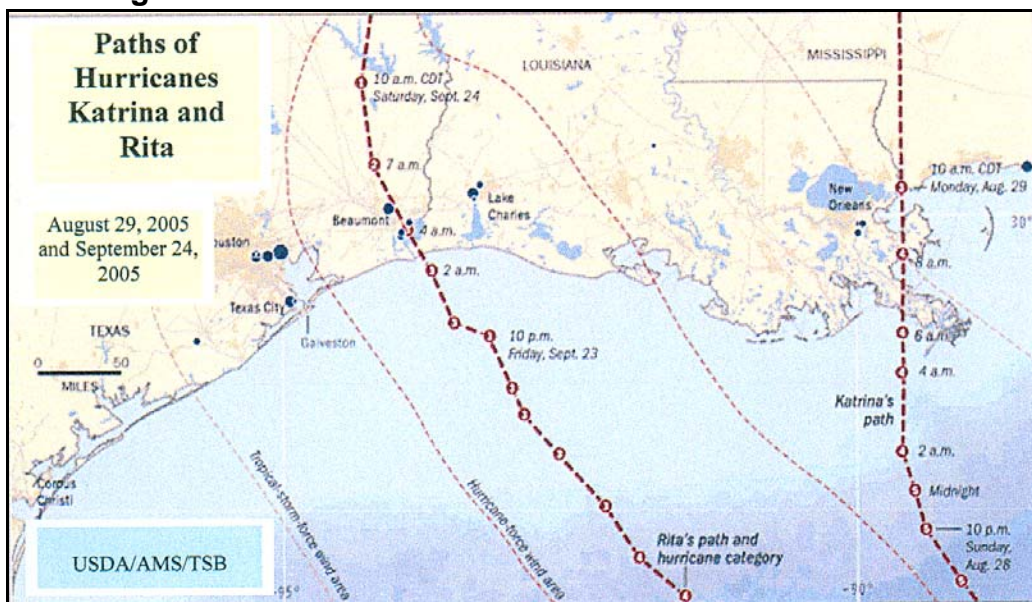 Paths of
Hurricanes
Katrina and
Rita
August 29, 2005
and September 24,
2005
USDA/AMS/TSB
10 a.m. CDT
Saturday, Sept. 24
7 a.m.
4 a.m.
2 a.m.
10 p.m.
Friday, Sept. 23
Rita's path and
hurricane category
LOUISIANA
MISSISSIPPI
Beaumont
Lake
Charles
New
Orleans
ouston
Texas City
Galveston
TEXAS
0 50
MILES
Corpus
Christi
Tropical-storm-force wind area
Hurricane-force wind area
10 a.m. CDT
Monday, Aug. 29
30
8 a.m.
6 a.m.
4 a.m.
Katrina's
path
2 a.m.
Midnight
10 p.m.
Sunday,
Aug. 28
-95°
-90°